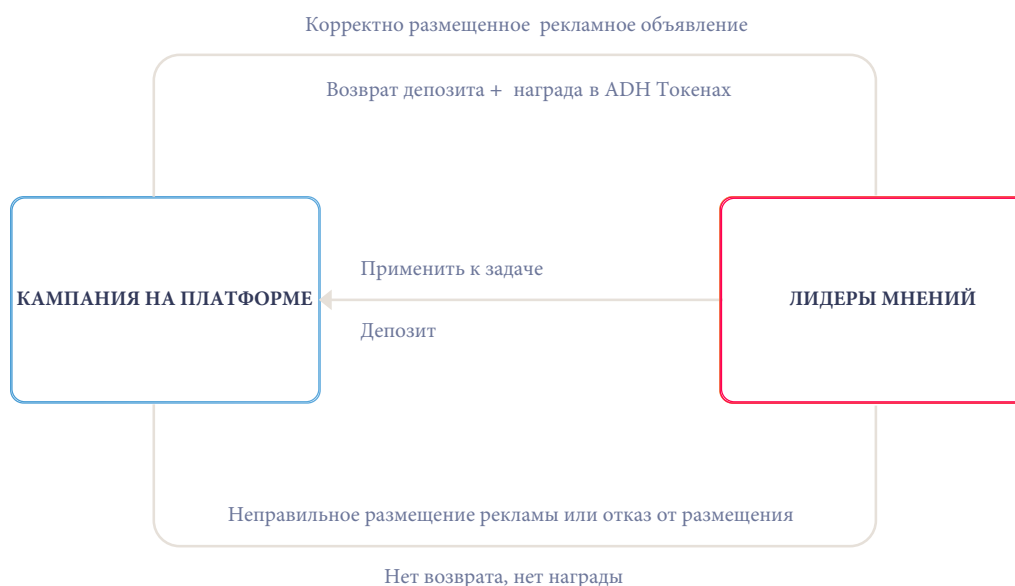 Корректно размещенное рекламное объявление
Возврат депозита + награда в ADH Токенах
Применить к задаче
КАМПАНИЯ НА ПЛАТФОРМЕ
ЛИДЕРЫ МНЕНИЙ
Депозит
Неправильное размещение рекламы или отказ от размещения
Нет возврата, нет награды